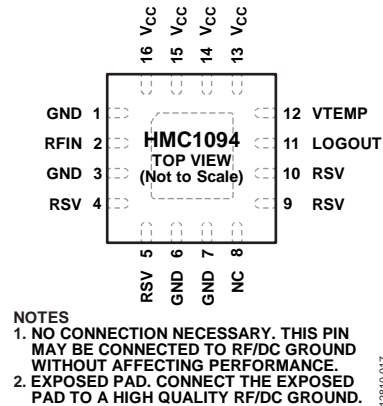 16 VCC
15 VCC
14 VCC
13 VCC
GND 1
RFIN 2
GND 3
RSV 4
HMC1094
TOP VIEW
(Not to Scale)
12 VTEMP
11 LOGOUT
10 RSV
9 RSV
RSV 5
GND 6
GND 7
NC 8
NOTES
1. NO CONNECTION NECESSARY. THIS PIN
MAY BE CONNECTED TO RF/DC GROUND
WITHOUT AFFECTING PERFORMANCE.
2. EXPOSED PAD. CONNECT THE EXPOSED
PAD TO A HIGH QUALITY RF/DC GROUND.